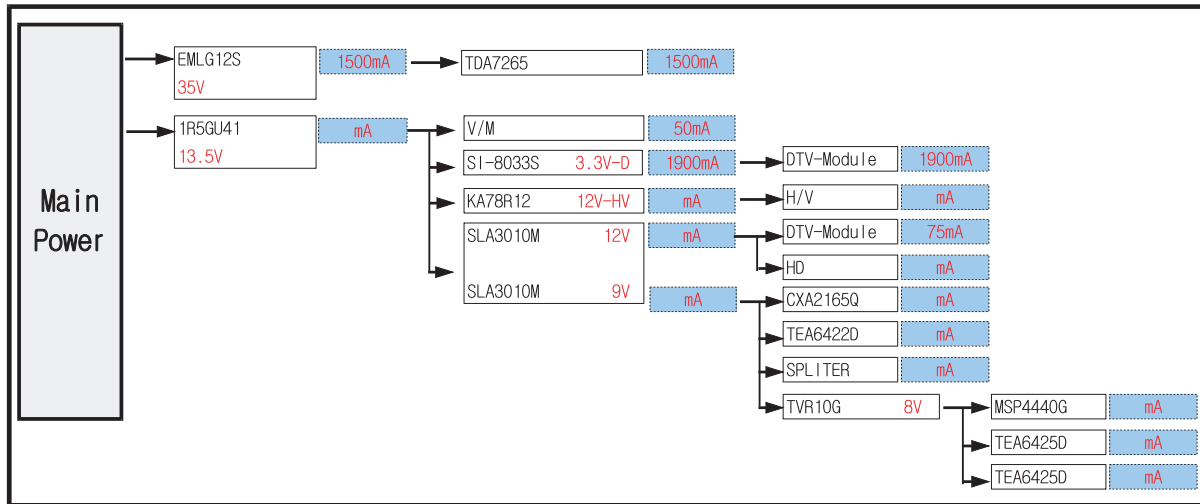 Main
Power
EMLG12S
35V
1500mA
TDA7265
1500mA
1R5GU41
13.5V
mA
V/M
50mA
SI-8033S 3.3V-D
1900mA
DTV-Module
1900mA
KA78R12 12V-HV
mA
H/V
mA
SLA3010M 12V
mA
DTV-Module
75mA
HD
mA
SLA3010M 9V
mA
CXA2165Q
mA
TEA6422D
mA
SPLITER
mA
TVR10G 8V
MSP4440G
mA
TEA6425D
mA
TEA6425D
mA